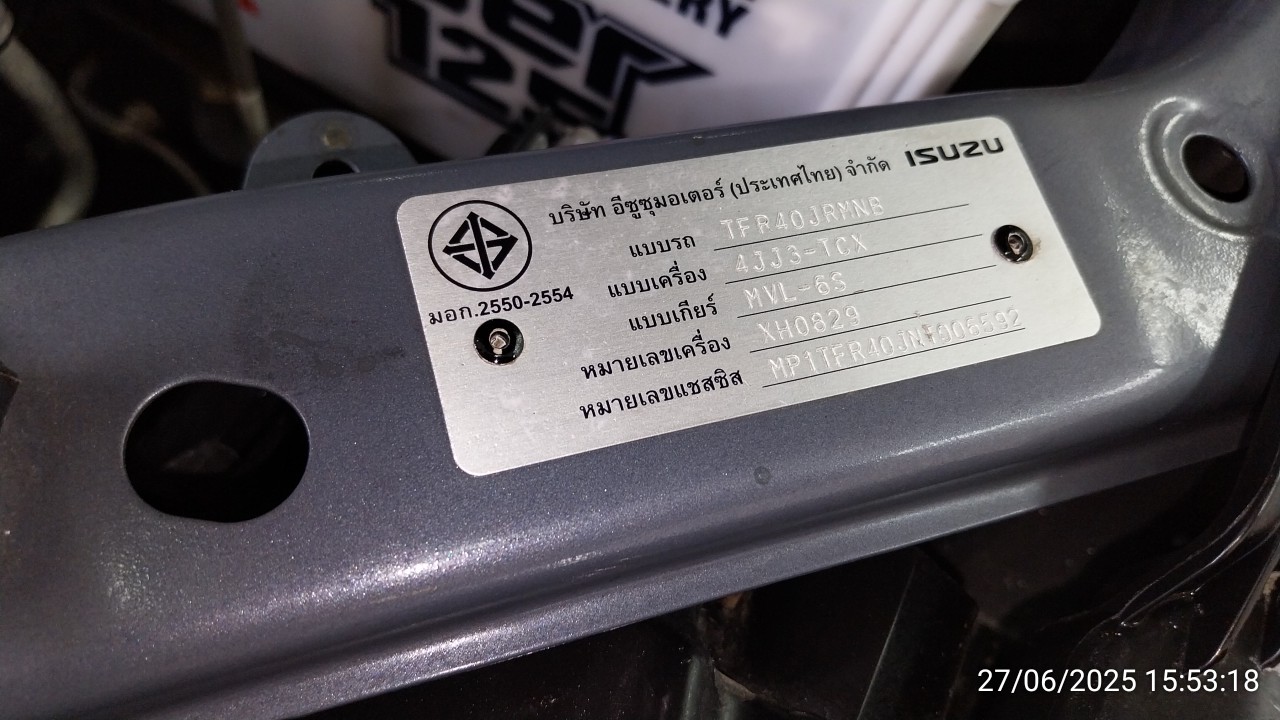 ERY
125
ISUZU
บริษัท อีซูซุมอเตอร์ (ประเทศไทย) จำกัด
แบบรถ TFR40JRMNB
แบบเครื่อง 4JJ3-TCX
แบบเกียร์ MVL-6S
หมายเลขเครื่อง XH0829
หมายเลขแชสซิส
มอก.2550-2554
27/06/2025 15:53:18